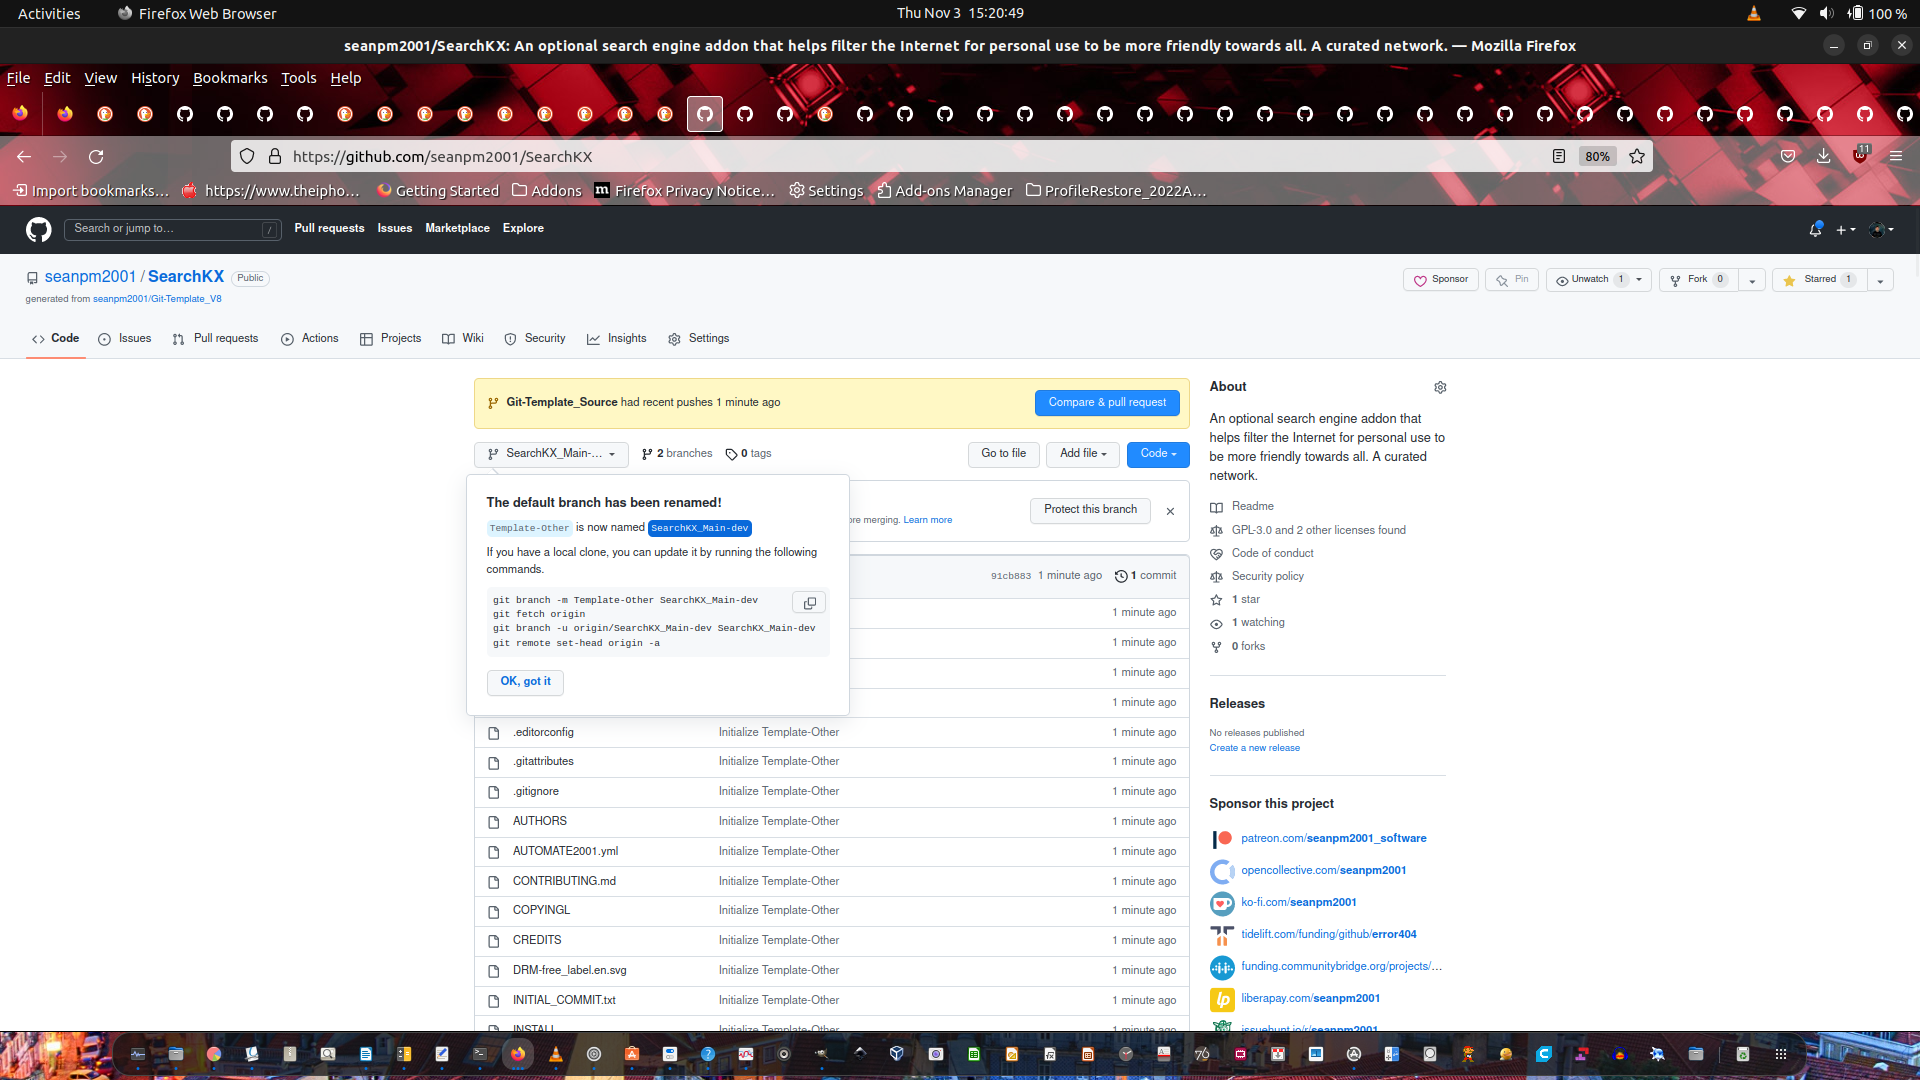 Activities
Firefox Web Browser
Thu Nov 3 15:20:49
100 %
seanpm2001/SearchKX: An optional search engine addon that helps filter the Internet for personal use to be more friendly towards all. A curated network. — Mozilla Firefox
File Edit View History Bookmarks Tools Help
https://github.com/seanpm2001/SearchKX
80%
11
Import bookmarks…
https://www.theipho…
Getting Started
Addons
Firefox Privacy Notice…
Settings
Add-ons Manager
ProfileRestore_2022A…
Search or jump to…
/
Pull requests
Issues
Marketplace
Explore
seanpm2001 / SearchKX
Public
generated from seanpm2001/Git-Template_V8
Sponsor
Pin
Unwatch 1
Fork 0
Starred 1
Code
Issues
Pull requests
Actions
Projects
Wiki
Security
Insights
Settings
Git-Template_Source had recent pushes 1 minute ago
Compare & pull request
SearchKX_Main-...
2 branches
0 tags
Go to file
Add file
Code
The default branch has been renamed!
Template-Other is now named SearchKX_Main-dev
If you have a local clone, you can update it by running the following
commands.
git branch -m Template-Other SearchKX_Main-dev
git fetch origin
git branch -u origin/SearchKX_Main-dev SearchKX_Main-dev
git remote set-head origin -a
OK, got it
ore merging. Learn more
Protect this branch
91cb883 1 minute ago 1 commit
1 minute ago
1 minute ago
1 minute ago
1 minute ago
.editorconfig Initialize Template-Other 1 minute ago
.gitattributes Initialize Template-Other 1 minute ago
.gitignore Initialize Template-Other 1 minute ago
AUTHORS Initialize Template-Other 1 minute ago
AUTOMATE2001.yml Initialize Template-Other 1 minute ago
CONTRIBUTING.md Initialize Template-Other 1 minute ago
COPYINGL Initialize Template-Other 1 minute ago
CREDITS Initialize Template-Other 1 minute ago
DRM-free_label.en.svg Initialize Template-Other 1 minute ago
INITIAL_COMMIT.txt Initialize Template-Other 1 minute ago
INSTALL Initialize Template-Other 1 minute ago
About
An optional search engine addon that
helps filter the Internet for personal use to
be more friendly towards all. A curated
network.
Readme
GPL-3.0 and 2 other licenses found
Code of conduct
Security policy
1 star
1 watching
0 forks
Releases
No releases published
Create a new release
Sponsor this project
patreon.com/seanpm2001_software
opencollective.com/seanpm2001
ko-fi.com/seanpm2001
tidelift.com/funding/github/error404
funding.communitybridge.org/projects/…
liberapay.com/seanpm2001
issuehunt.io/r/seanpm2001